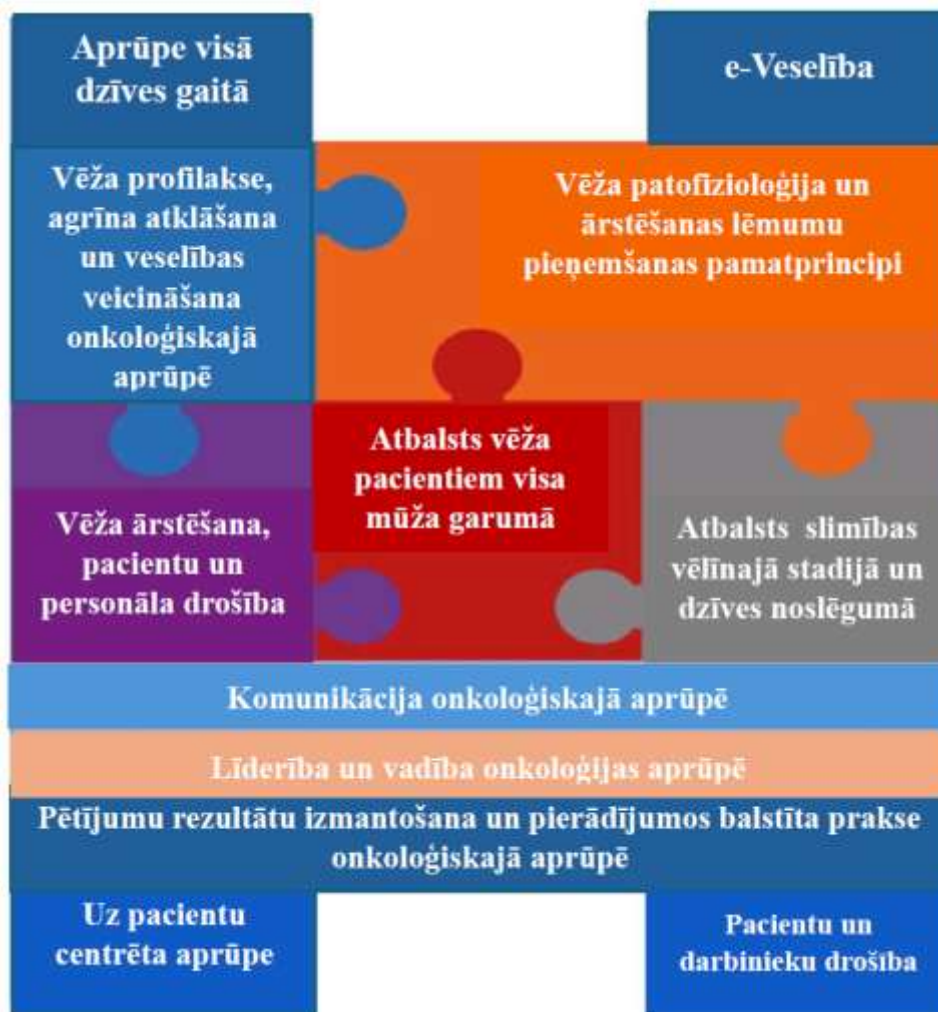 Aprūpe visā
dzīves gaitā
e-Veselība
Vēža profilakse,
agrīna atklāšana
un veselības
veicināšana
onkoloģiskajā
aprūpē
Vēža patofizioloģija un
ārstēšanas lēmumu
pieņemšanas pamatprincipi
Vēža ārstēšana,
pacientu un
personāla drošība
Atbalsts vēža
pacientiem visa
mūža garumā
Atbalsts slimības
vēlīnajā stadijā un
dzīves noslēgumā
Komunikācija onkoloģiskajā aprūpē
Līderība un vadība onkoloģijas aprūpē
Pētījumu rezultātu izmantošana un pierādījumos balstīta prakse
onkoloģiskajā aprūpē
Uz pacientu
centrēta aprūpe
Pacientu un
darbinieku drošība